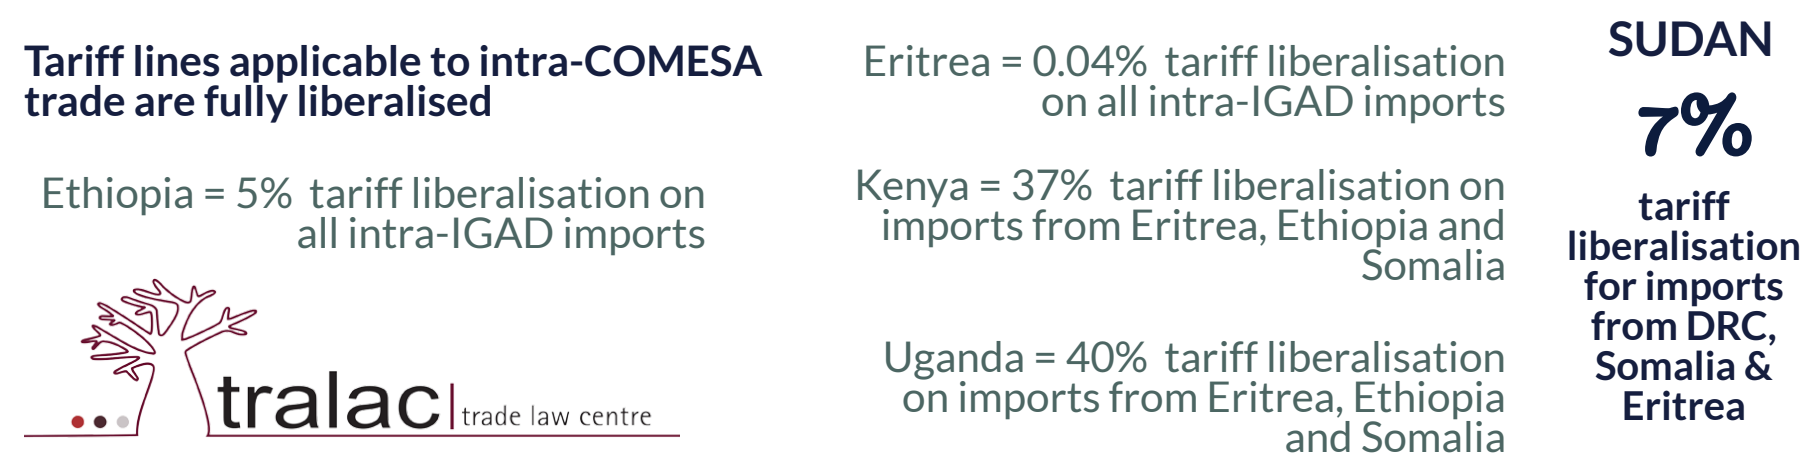 Tariff lines applicable to intra-COMESA
trade are fully liberalised
Ethiopia = 5% tariff liberalisation on
all intra-IGAD imports
tralac
trade law centre
Eritrea = 0.04% tariff liberalisation
on all intra-IGAD imports
Kenya = 37% tariff liberalisation on
imports from Eritrea, Ethiopia and
Somalia
Uganda = 40% tariff liberalisation
on imports from Eritrea, Ethiopia
and Somalia
SUDAN
7%
tariff
liberalisation
for imports
from DRC,
Somalia &
Eritrea